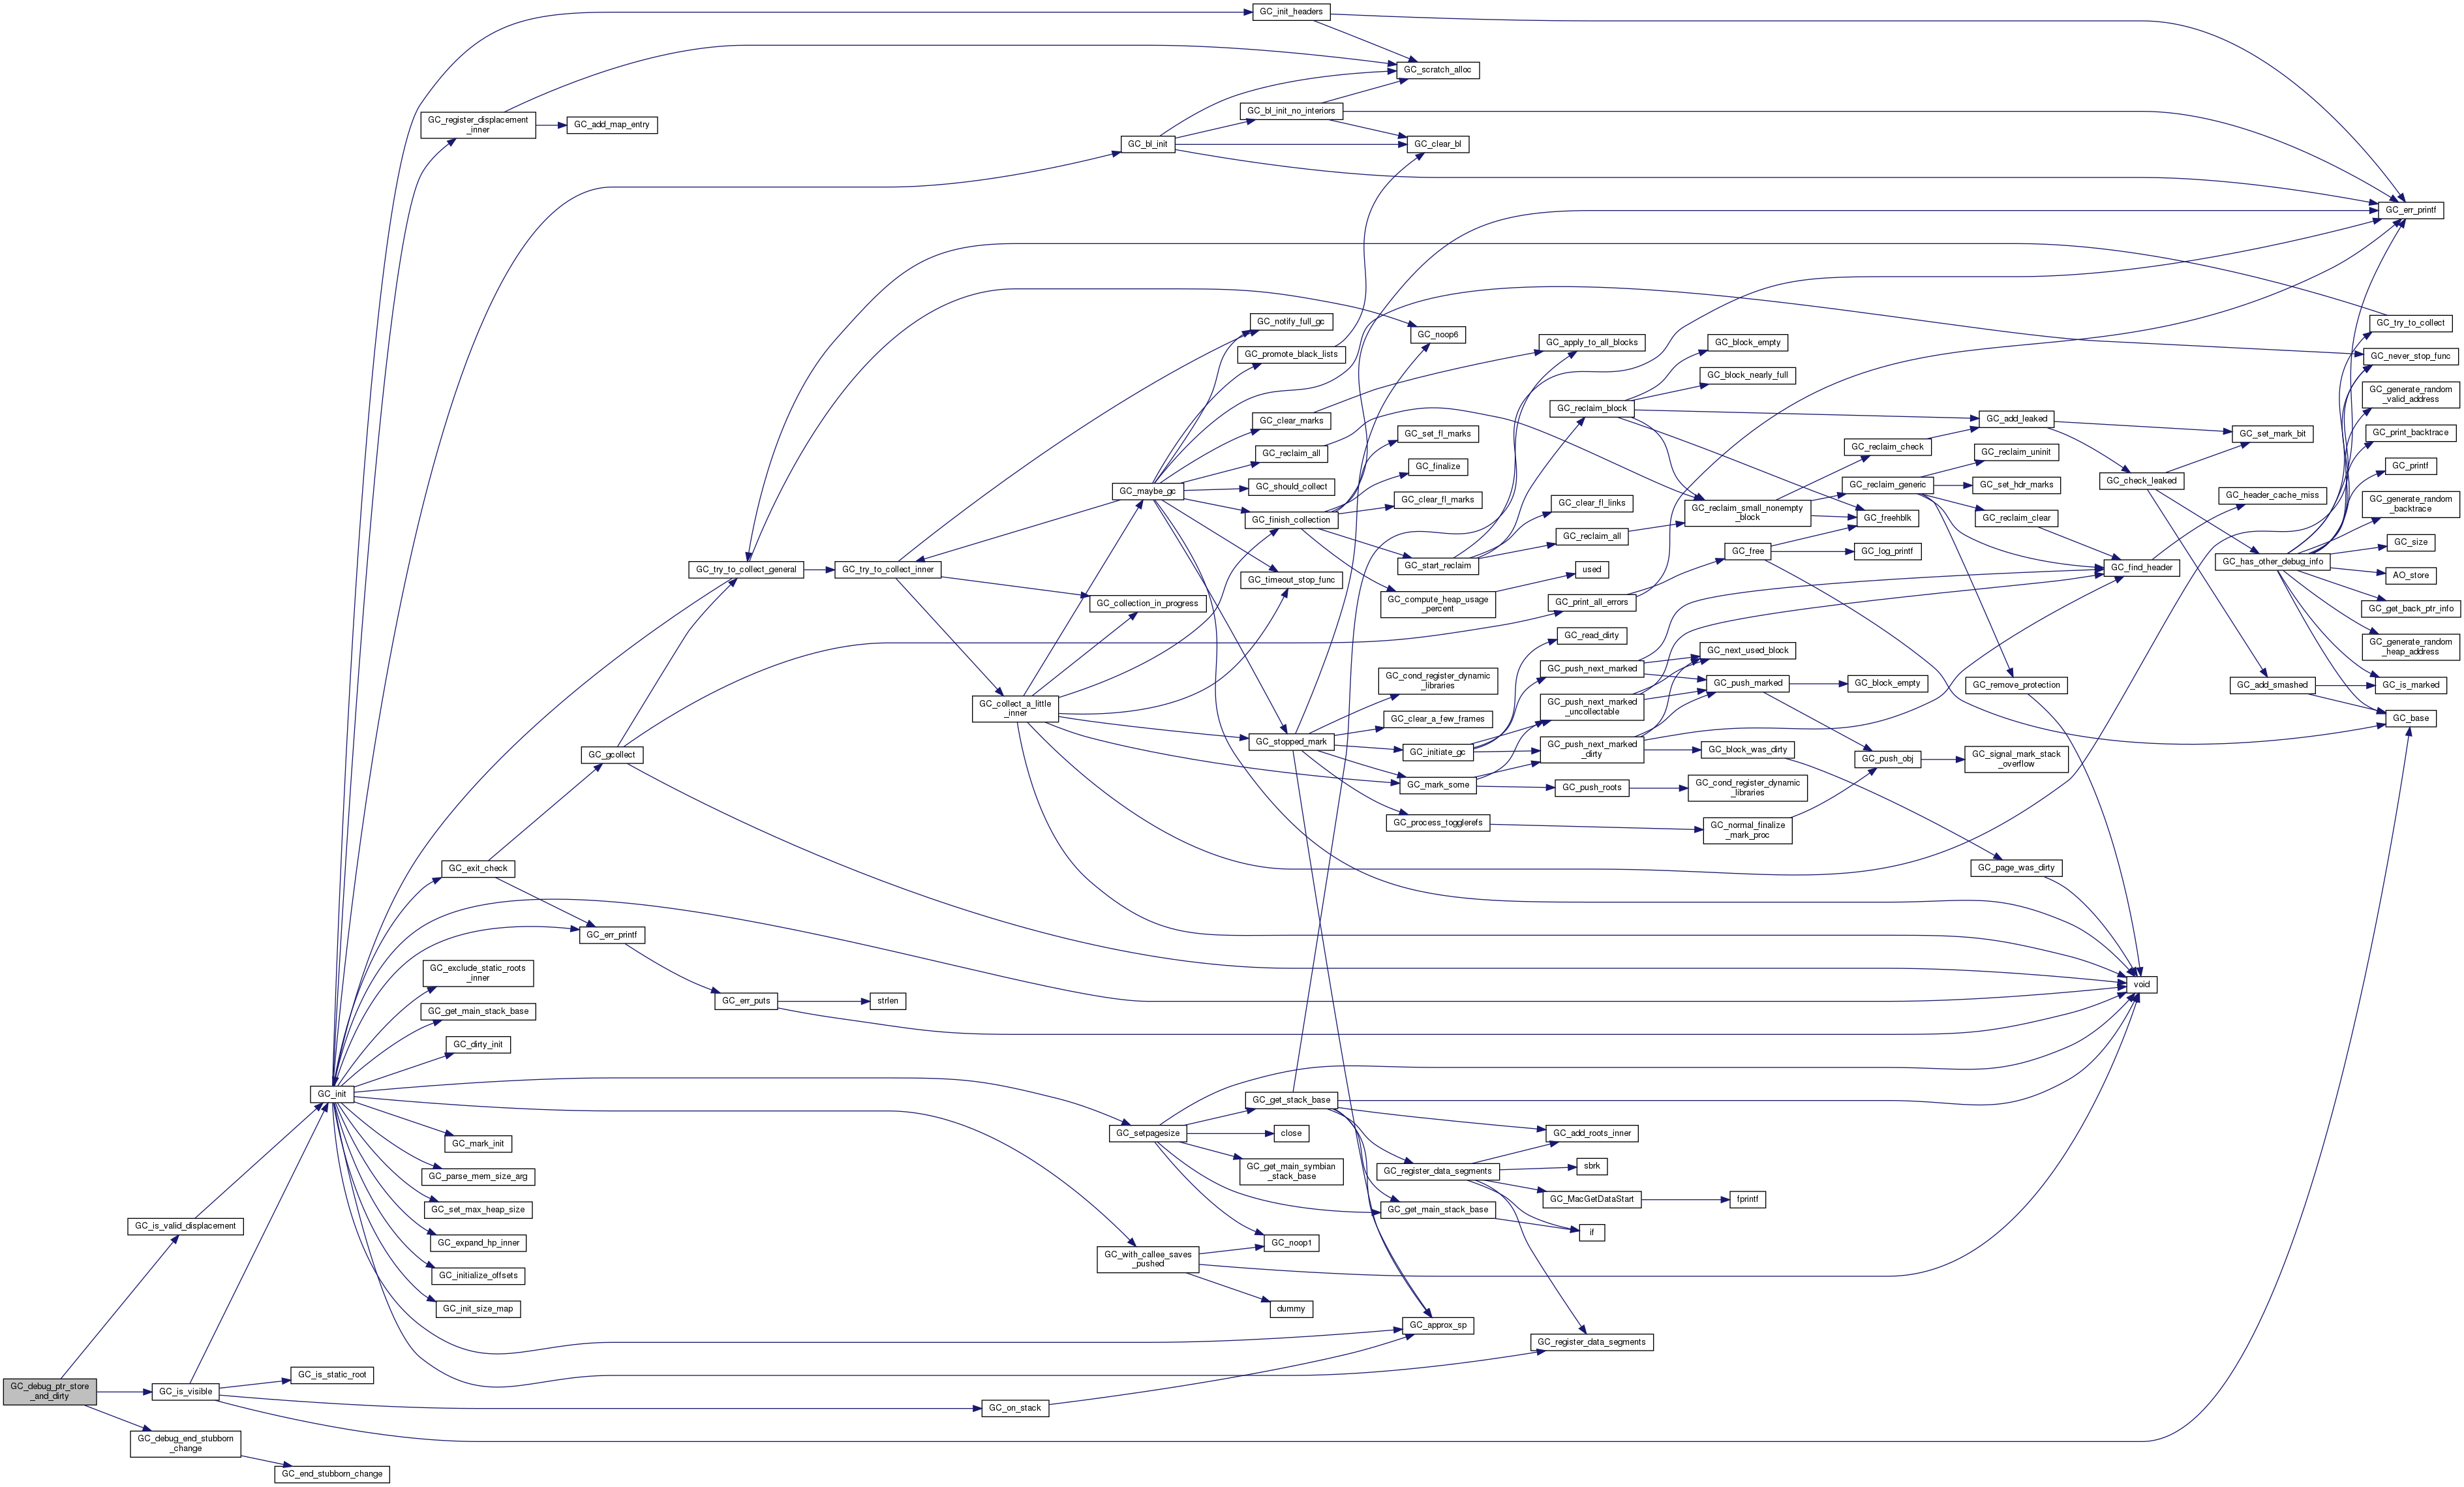 GC_init_headers
GC_scratch_alloc
GC_register_displacement
_inner
GC_add_map_entry
GC_bl_init_no_interiors
GC_bl_init
GC_clear_bl
GC_err_printf
GC_notify_full_gc
GC_promote_black_lists
GC_noop6
GC_apply_to_all_blocks
GC_block_empty
GC_try_to_collect
GC_never_stop_func
GC_block_nearly_full
GC_generate_random
_valid_address
GC_clear_marks
GC_reclaim_block
GC_add_leaked
GC_set_mark_bit
GC_print_backtrace
GC_set_fl_marks
GC_reclaim_check
GC_reclaim_all
GC_finalize
GC_reclaim_uninit
GC_printf
GC_maybe_gc
GC_should_collect
GC_clear_fl_marks
GC_clear_fl_links
GC_reclaim_generic
GC_set_hdr_marks
GC_check_leaked
GC_header_cache_miss
GC_generate_random
_backtrace
GC_finish_collection
GC_reclaim_small_nonempty
_block
GC_freehblk
GC_reclaim_clear
GC_reclaim_all
GC_free
GC_log_printf
GC_size
GC_try_to_collect_general
GC_try_to_collect_inner
GC_timeout_stop_func
GC_start_reclaim
used
GC_find_header
GC_has_other_debug_info
AO_store
GC_collection_in_progress
GC_compute_heap_usage
_percent
GC_print_all_errors
GC_get_back_ptr_info
GC_read_dirty
GC_generate_random
_heap_address
GC_next_used_block
GC_push_next_marked
GC_cond_register_dynamic
_libraries
GC_push_marked
GC_block_empty
GC_remove_protection
GC_add_smashed
GC_is_marked
GC_collect_a_little
_inner
GC_push_next_marked
_uncollectable
GC_clear_a_few_frames
GC_base
GC_stopped_mark
GC_initiate_gc
GC_push_next_marked
_dirty
GC_block_was_dirty
GC_gcollect
GC_push_obj
GC_signal_mark_stack
_overflow
GC_mark_some
GC_push_roots
GC_cond_register_dynamic
_libraries
GC_process_togglerefs
GC_normal_finalize
_mark_proc
GC_exit_check
GC_page_was_dirty
GC_err_printf
GC_exclude_static_roots
_inner
void
GC_err_puts
strlen
GC_get_main_stack_base
GC_dirty_init
GC_init
GC_get_stack_base
GC_setpagesize
close
GC_add_roots_inner
GC_mark_init
GC_get_main_symbian
_stack_base
GC_register_data_segments
sbrk
GC_parse_mem_size_arg
GC_MacGetDataStart
fprintf
GC_set_max_heap_size
GC_get_main_stack_base
GC_is_valid_displacement
if
GC_expand_hp_inner
GC_noop1
GC_with_callee_saves
_pushed
GC_initialize_offsets
GC_init_size_map
dummy
GC_approx_sp
GC_register_data_segments
GC_is_static_root
GC_debug_ptr_store
_and_dirty
GC_is_visible
GC_on_stack
GC_debug_end_stubborn
_change
GC_end_stubborn_change